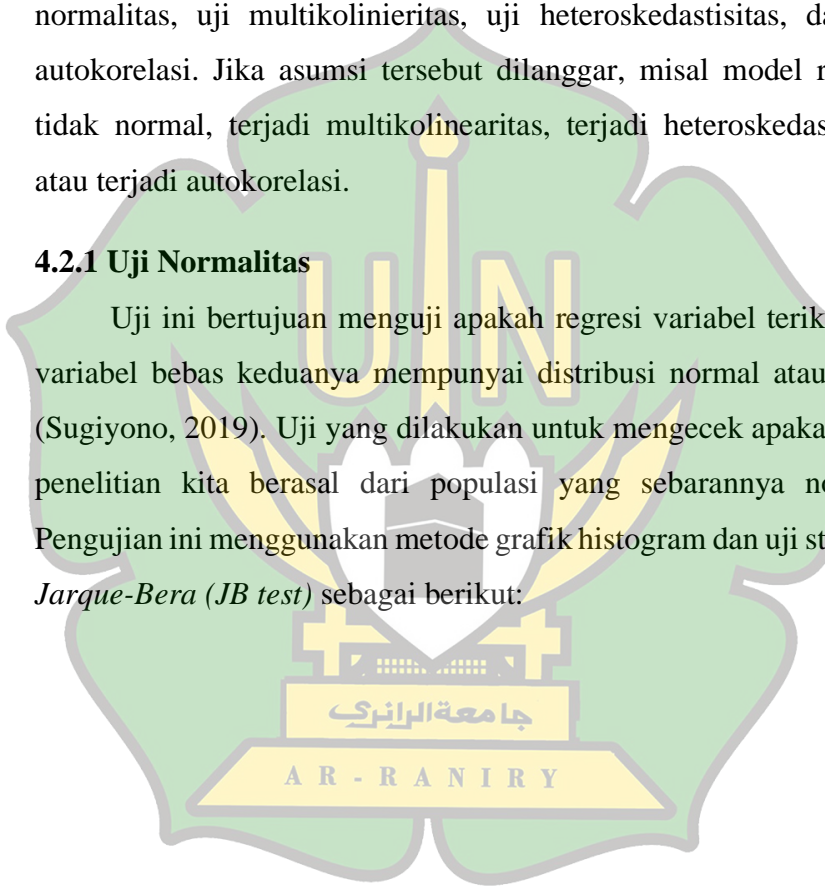 normalitas, uji multikolinieritas, uji heteroskedastisitas, da
autokorelasi. Jika asumsi tersebut dilanggar, misal model r
tidak normal, terjadi multikolinearitas, terjadi heteroskedas
atau terjadi autokorelasi.
4.2.1 Uji Normalitas
Uji ini bertujuan menguji apakah regresi variabel terik
variabel bebas keduanya mempunyai distribusi normal atau
(Sugiyono, 2019). Uji yang dilakukan untuk mengecek apaka
penelitian kita berasal dari populasi yang sebarannya no
Pengujian ini menggunakan metode grafik histogram dan uji st
Jarque-Bera (JB test) sebagai berikut:
UIN
جامعةالرانري
AR-RANIRY